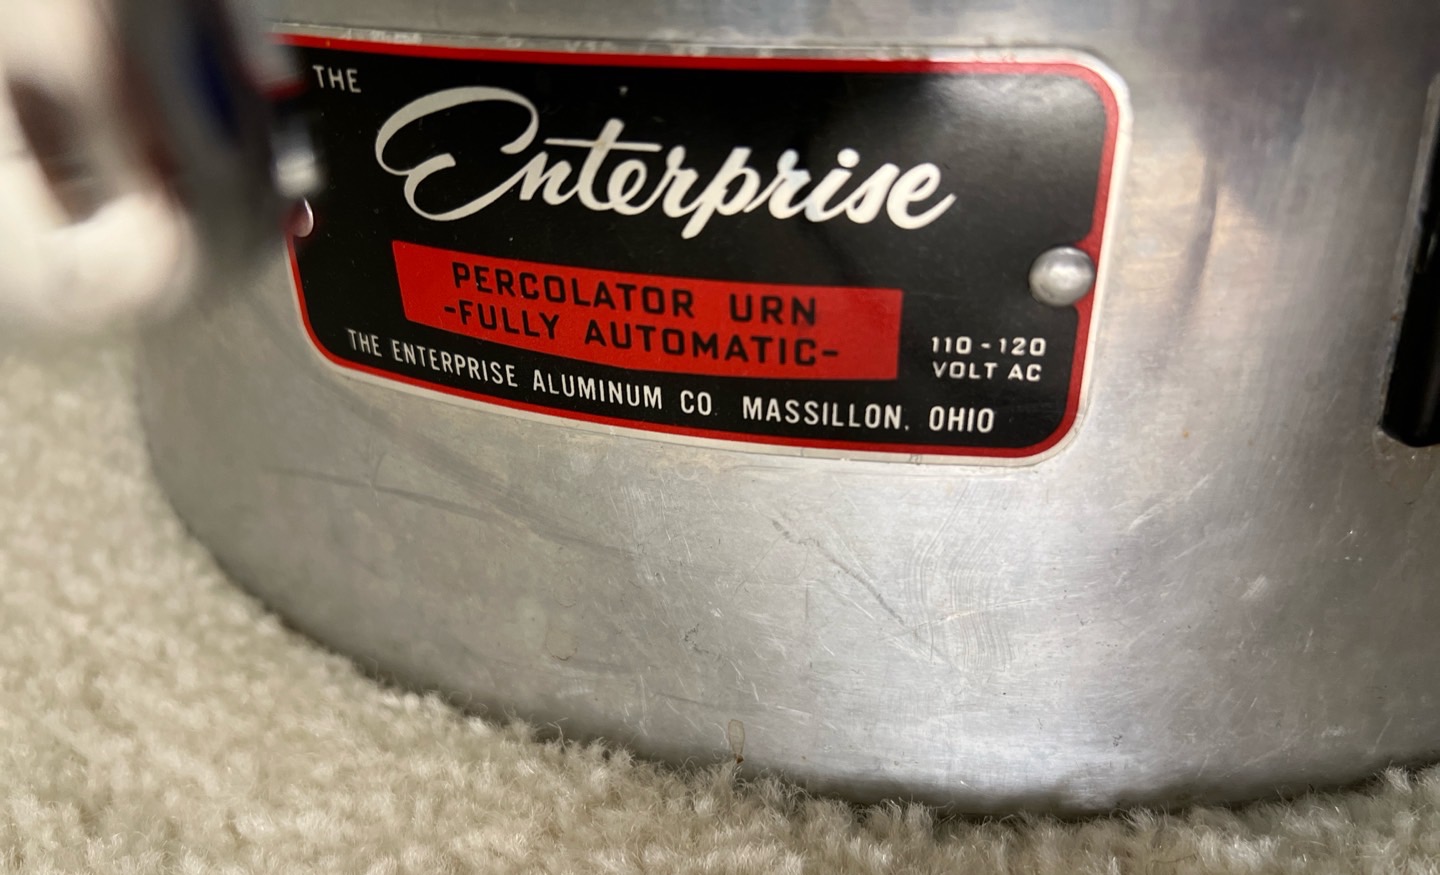 THE
Enterprise
PERCOLATOR URN
-FULLY AUTOMATIC-
110-120
VOLT AC
THE ENTERPRISE ALUMINUM CO. MASSILLON, OHIO